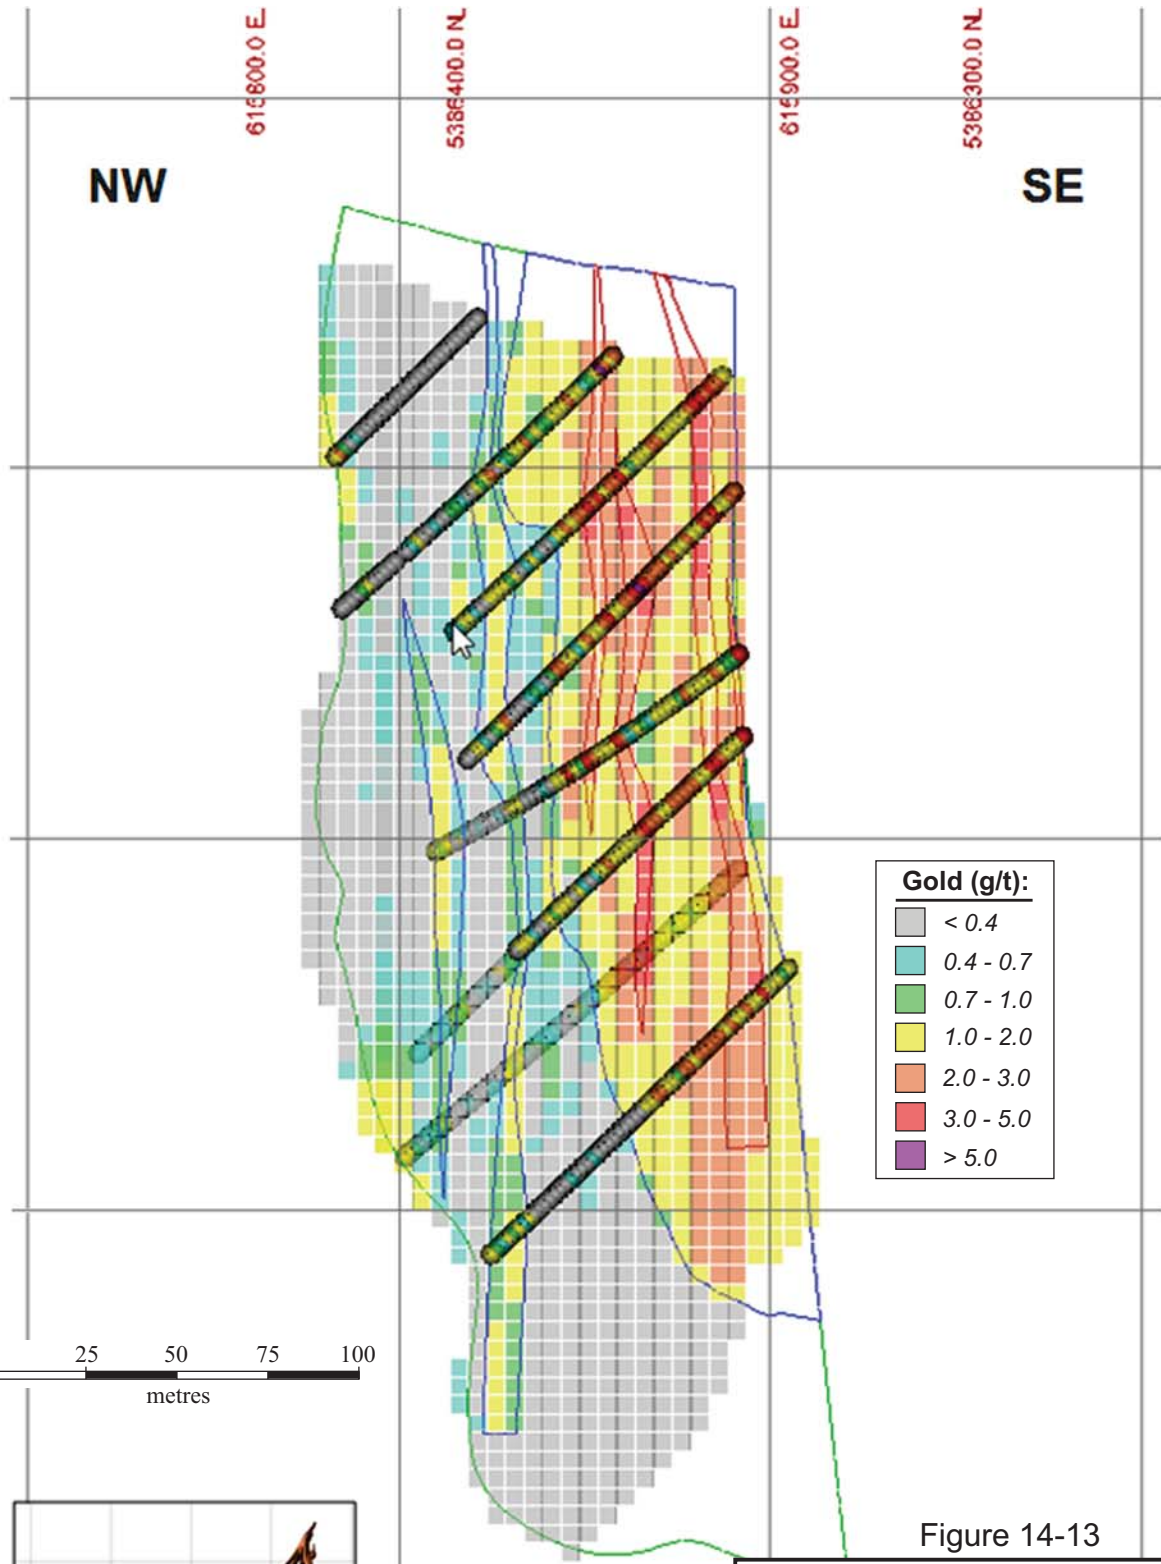 615800.0 E
5386400.0 N
615900.0 E
5386300.0 N
NW
SE
Gold (g/t):
< 0.4
0.4 - 0.7
0.7 - 1.0
1.0 - 2.0
2.0 - 3.0
3.0 - 5.0
> 5.0
25 50 75 100
metres
Figure 14-13